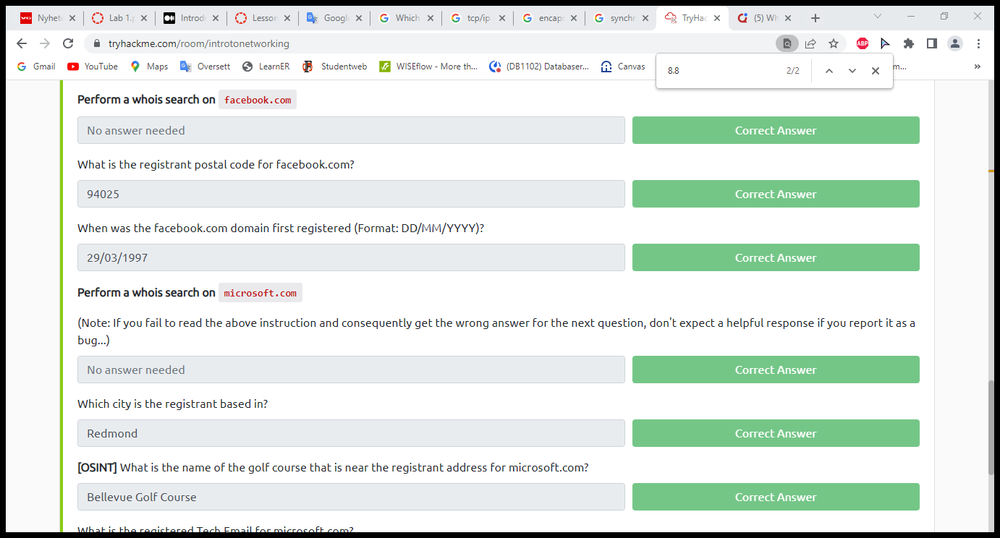 Nyhete
Lab 1.p
Introdu
Lesson
Google
Which
tcp/ip
encaps
synchr
TryHac
(5) Wh
tryhackme.com/room/introtonetworking
ABP
Gmail
YouTube
Maps
Oversett
LearnER
Studentweb
WISEflow - More th...
(DB1102) Databaser...
Canvas
m...
»
8.8
2/2
Perform a whois search on facebook.com
No answer needed
Correct Answer
What is the registrant postal code for facebook.com?
94025
Correct Answer
When was the facebook.com domain first registered (Format: DD/MM/YYYY)?
29/03/1997
Correct Answer
Perform a whois search on microsoft.com
(Note: If you fail to read the above instruction and consequently get the wrong answer for the next question, don't expect a helpful response if you report it as a
bug...)
No answer needed
Correct Answer
Which city is the registrant based in?
Redmond
Correct Answer
[OSINT] What is the name of the golf course that is near the registrant address for microsoft.com?
Bellevue Golf Course
Correct Answer
What is the registered Tech Email for microsoft.com?